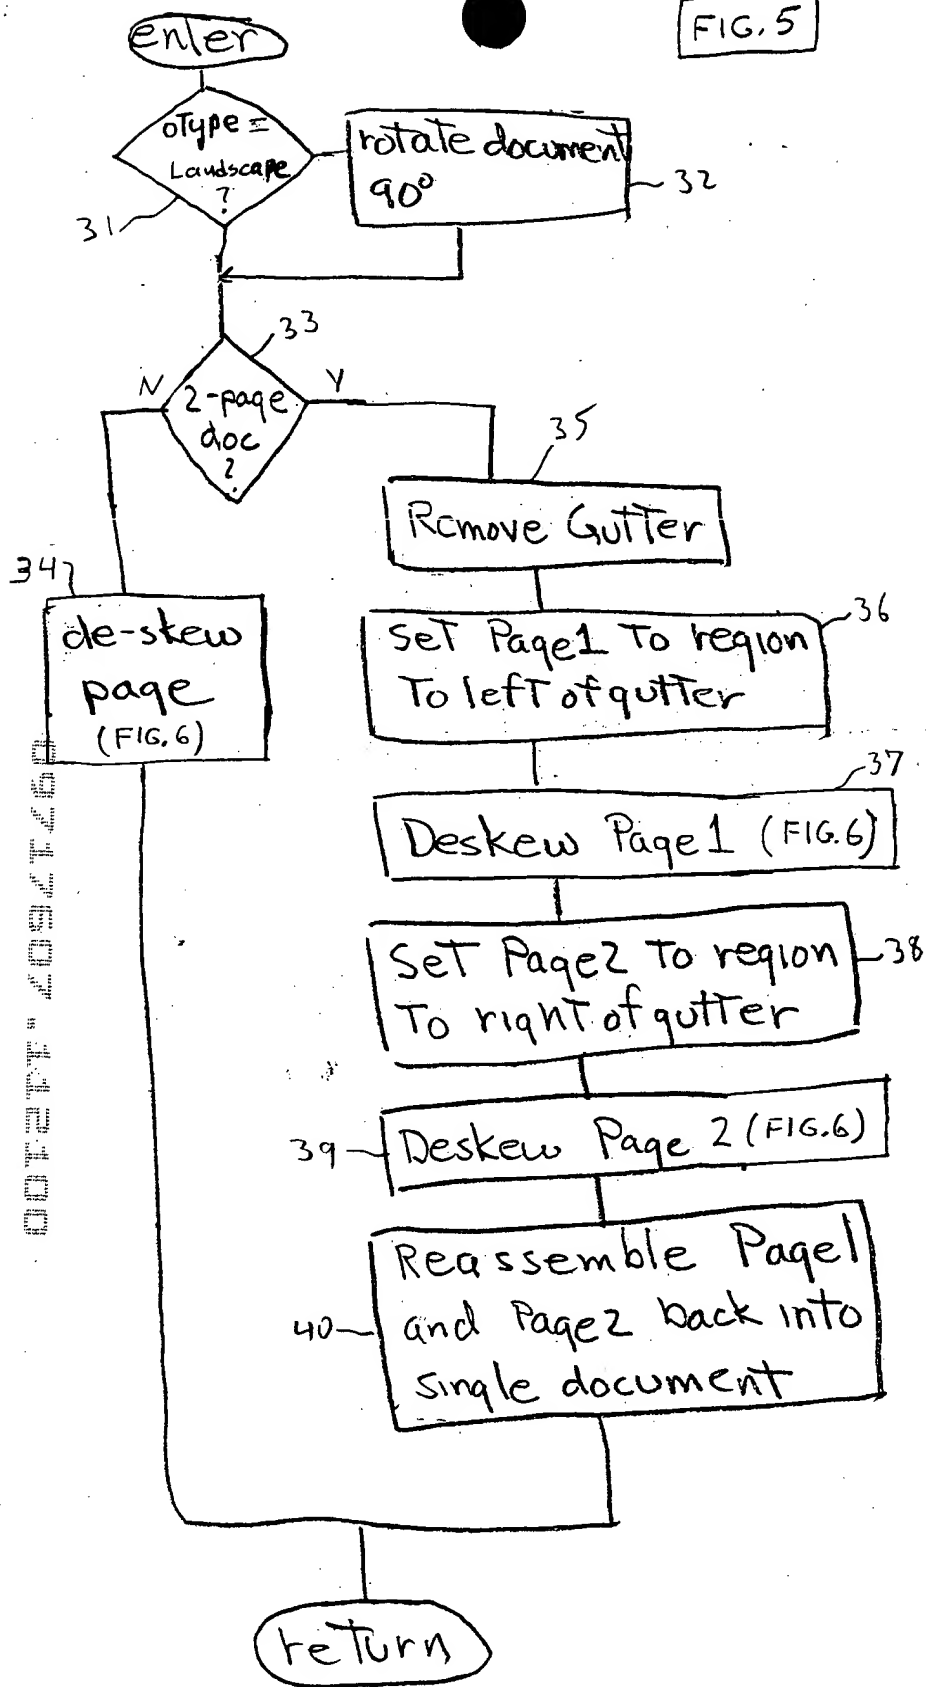 FIG. 5
enter
oType =
Landscape
?
31
rotate document
90°
32
33
N
Y
2-page
doc
?
35
Remove Gutter
34
de-skew
page
(FIG. 6)
36
Set Page1 To region
To left of gutter
37
Deskew Page1 (FIG. 6)
Set Page2 To region
To right of gutter
38
39
Deskew Page 2 (FIG. 6)
Reassemble Page1
and Page2 back into
single document
40
return
09717607.112100